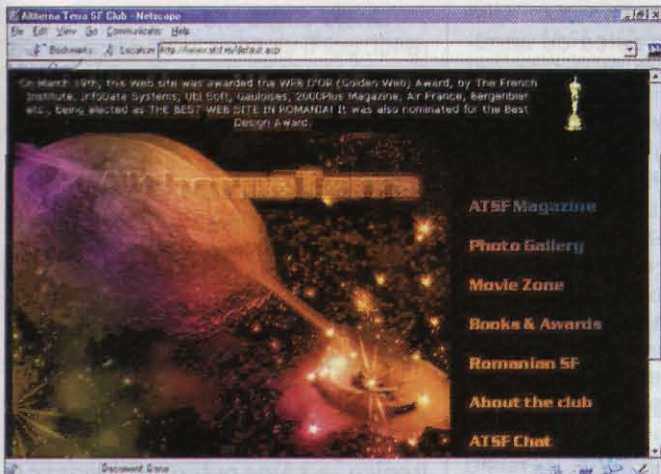 Altherna Terra SF Club - Netscape
File Edit View Go Communicator Help
Bookmarks Location
On March 19th, this Web site was awarded the WEB D'OR (Golden Web) Award, by The French
Institute, InfoData Systems, Ubi Soft, Gauloises, 2000Plus Magazine, Air France, Bergenbier
etc., being elected as THE BEST WEB SITE IN ROMANIA! It was also nominated for the Best
Design Award.
ATSF Magazine
Photo Gallery
Movie Zone
Books & Awards
Romanian SF
About the club
ATSF Chat
Document: Done